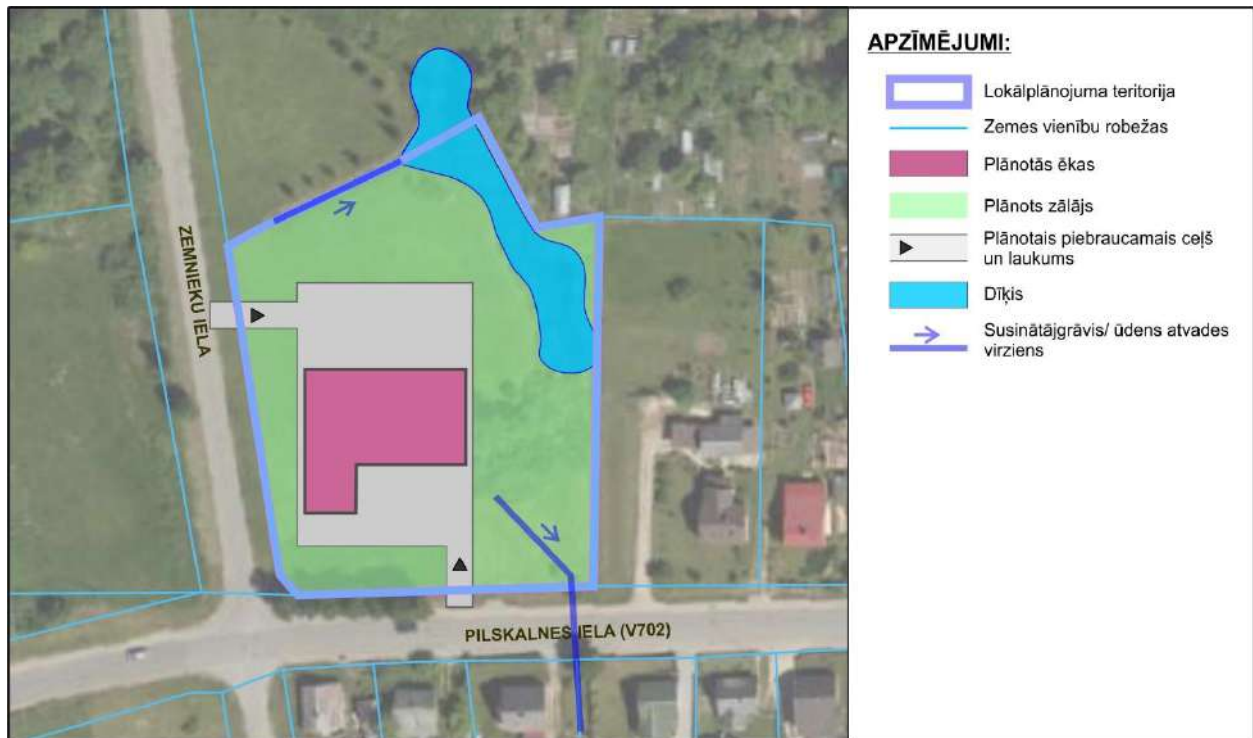 ZEMNIEKU IELA
PILSKALNES IELA (V702)
APZĪMĒJUMI:
Lokālplānojuma teritorija
Zemes vienību robežas
Plānotās ēkas
Plānots zālājs
Plānotais piebraucamais ceļš
un laukums
Dīķis
Susinātājgrāvis/ ūdens atvades
virziens